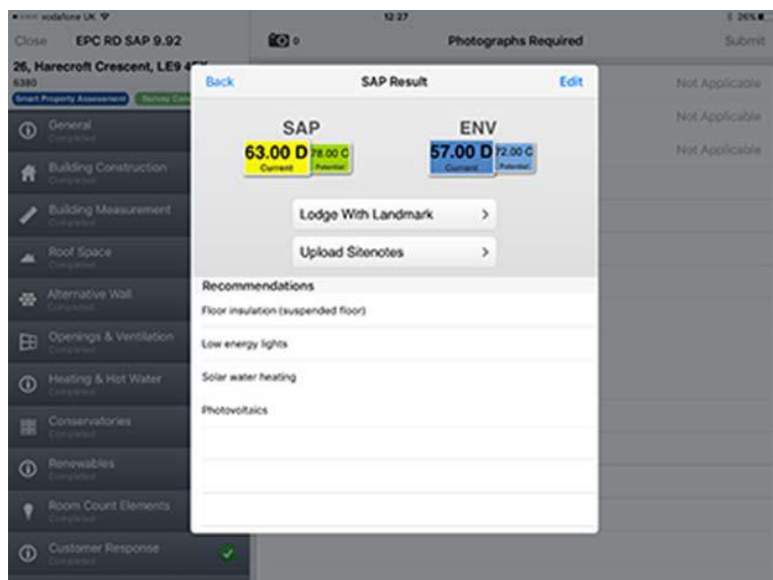 vodafone UK 12:27 26%
Close EPC RD SAP 9.92 0 Photographs Required Submit
26, Harecroft Crescent, LE9
6380
Smart Property Assessment Survey
Back SAP Result Edit
Not Applicable
Not Applicable
Not Applicable
SAP ENV
63.00 D 78.00 C 57.00 D 72.00 C
Current Potential Current Potential
Lodge With Landmark >
Upload Sitenotes >
Recommendations
Floor insulation (suspended floor)
Low energy lights
Solar water heating
Photovoltaics
General
Completed
Building Construction
Completed
Building Measurement
Completed
Roof Space
Completed
Alternative Wall
Completed
Openings & Ventilation
Completed
Heating & Hot Water
Completed
Conservatories
Completed
Renewables
Completed
Room Count Elements
Completed
Customer Response
Completed